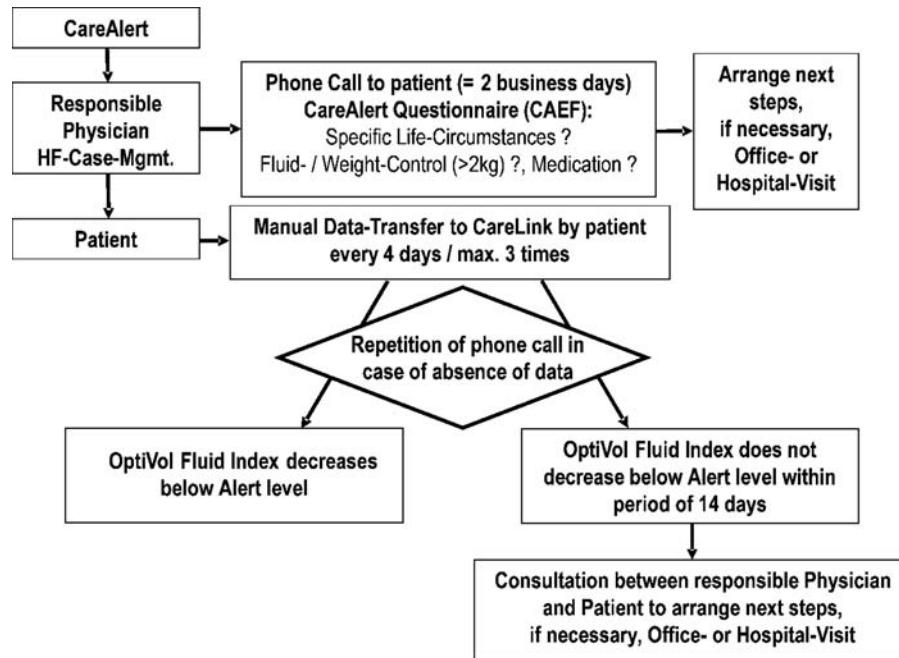 CareAlert
Responsible
Physician
HF-Case-Mgmt.
Phone Call to patient (= 2 business days)
CareAlert Questionnaire (CAEF):
Specific Life-Circumstances ?
Fluid- / Weight-Control (>2kg) ?, Medication ?
Arrange next
steps,
if necessary,
Office- or
Hospital-Visit
Patient
Manual Data-Transfer to CareLink by patient
every 4 days / max. 3 times
Repetition of phone call in
case of absence of data
OptiVol Fluid Index decreases
below Alert level
OptiVol Fluid Index does not
decrease below Alert level within
period of 14 days
Consultation between responsible Physician
and Patient to arrange next steps,
if necessary, Office- or Hospital-Visit